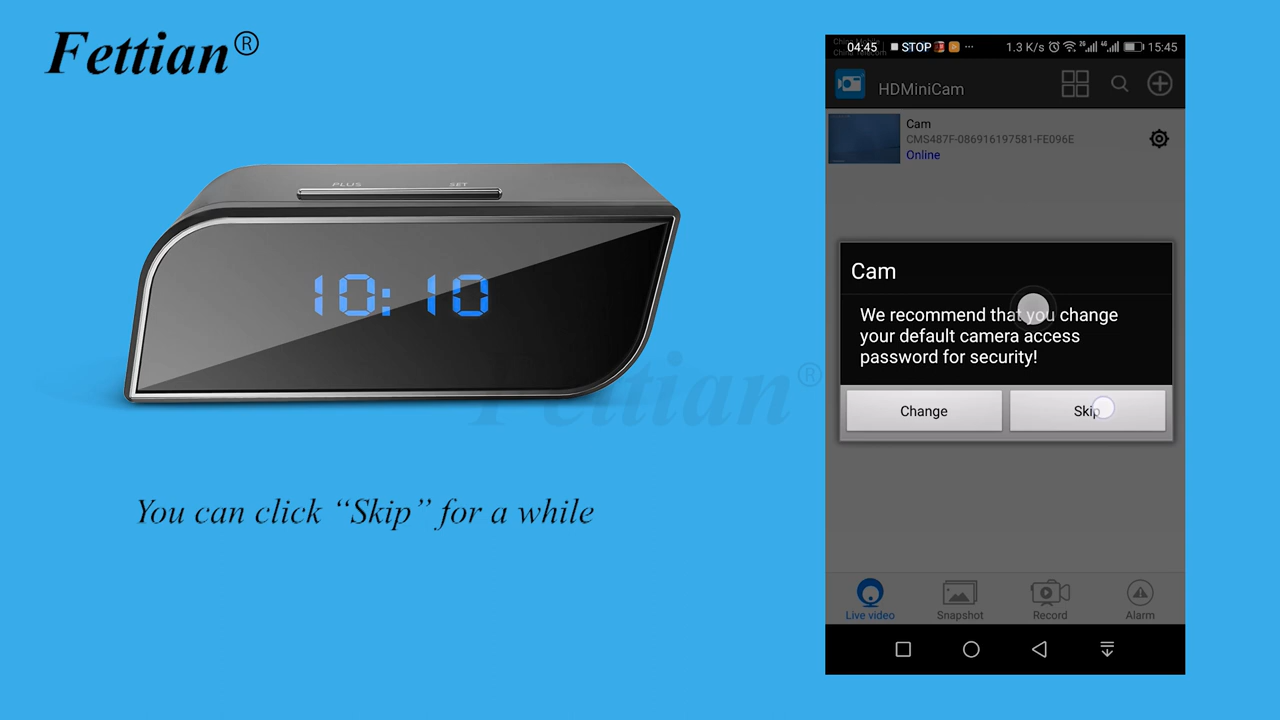 Fettian®
PLUS
SET
10:10
Fettian®
You can click “Skip” for a while
04:45 STOP ... 1.3 K/s 2G 4G 15:45
HDMiniCam
Cam
CMS487F-086916197581-FE096E
Online
Cam
We recommend that you change
your default camera access
password for security!
Change Skip
Live video Snapshot Record Alarm